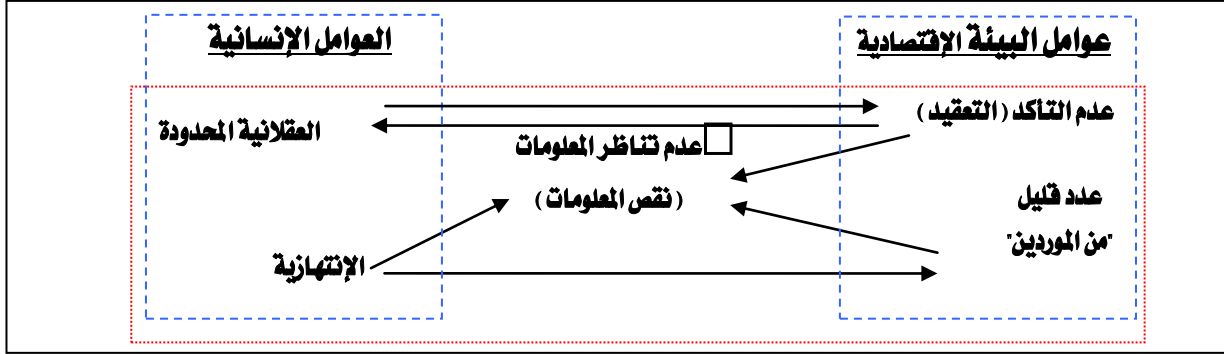 عوامل البيئة الإقتصادية
العوامل الإنسانية
عدم التأكد ( التعقيد )
العقلانية المحدودة
عدم تناظر المعلومات
( نقص المعلومات )
عدد قليل
"من الموردين"
الإنتهازية